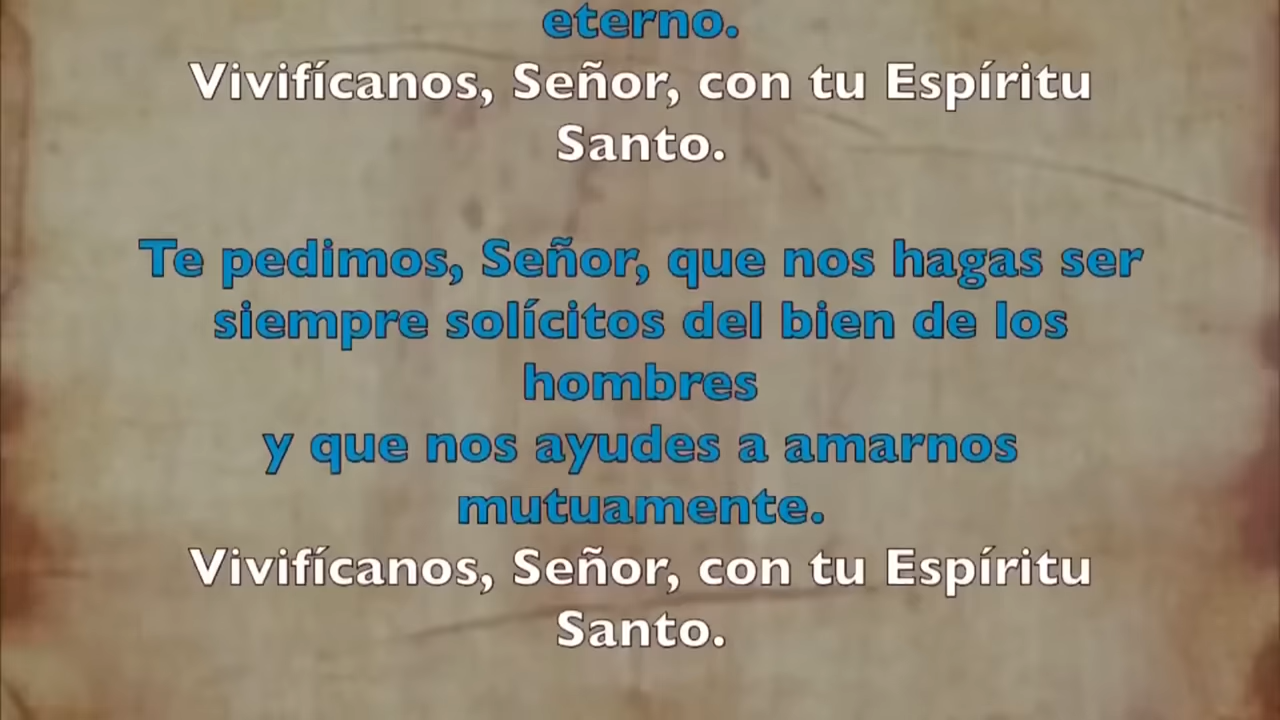 eterno.
Vivifícanos, Señor, con tu Espíritu
Santo.
Te pedimos, Señor, que nos hagas ser
siempre solícitos del bien de los
hombres
y que nos ayudes a amarnos
mutuamente.
Vivifícanos, Señor, con tu Espíritu
Santo.